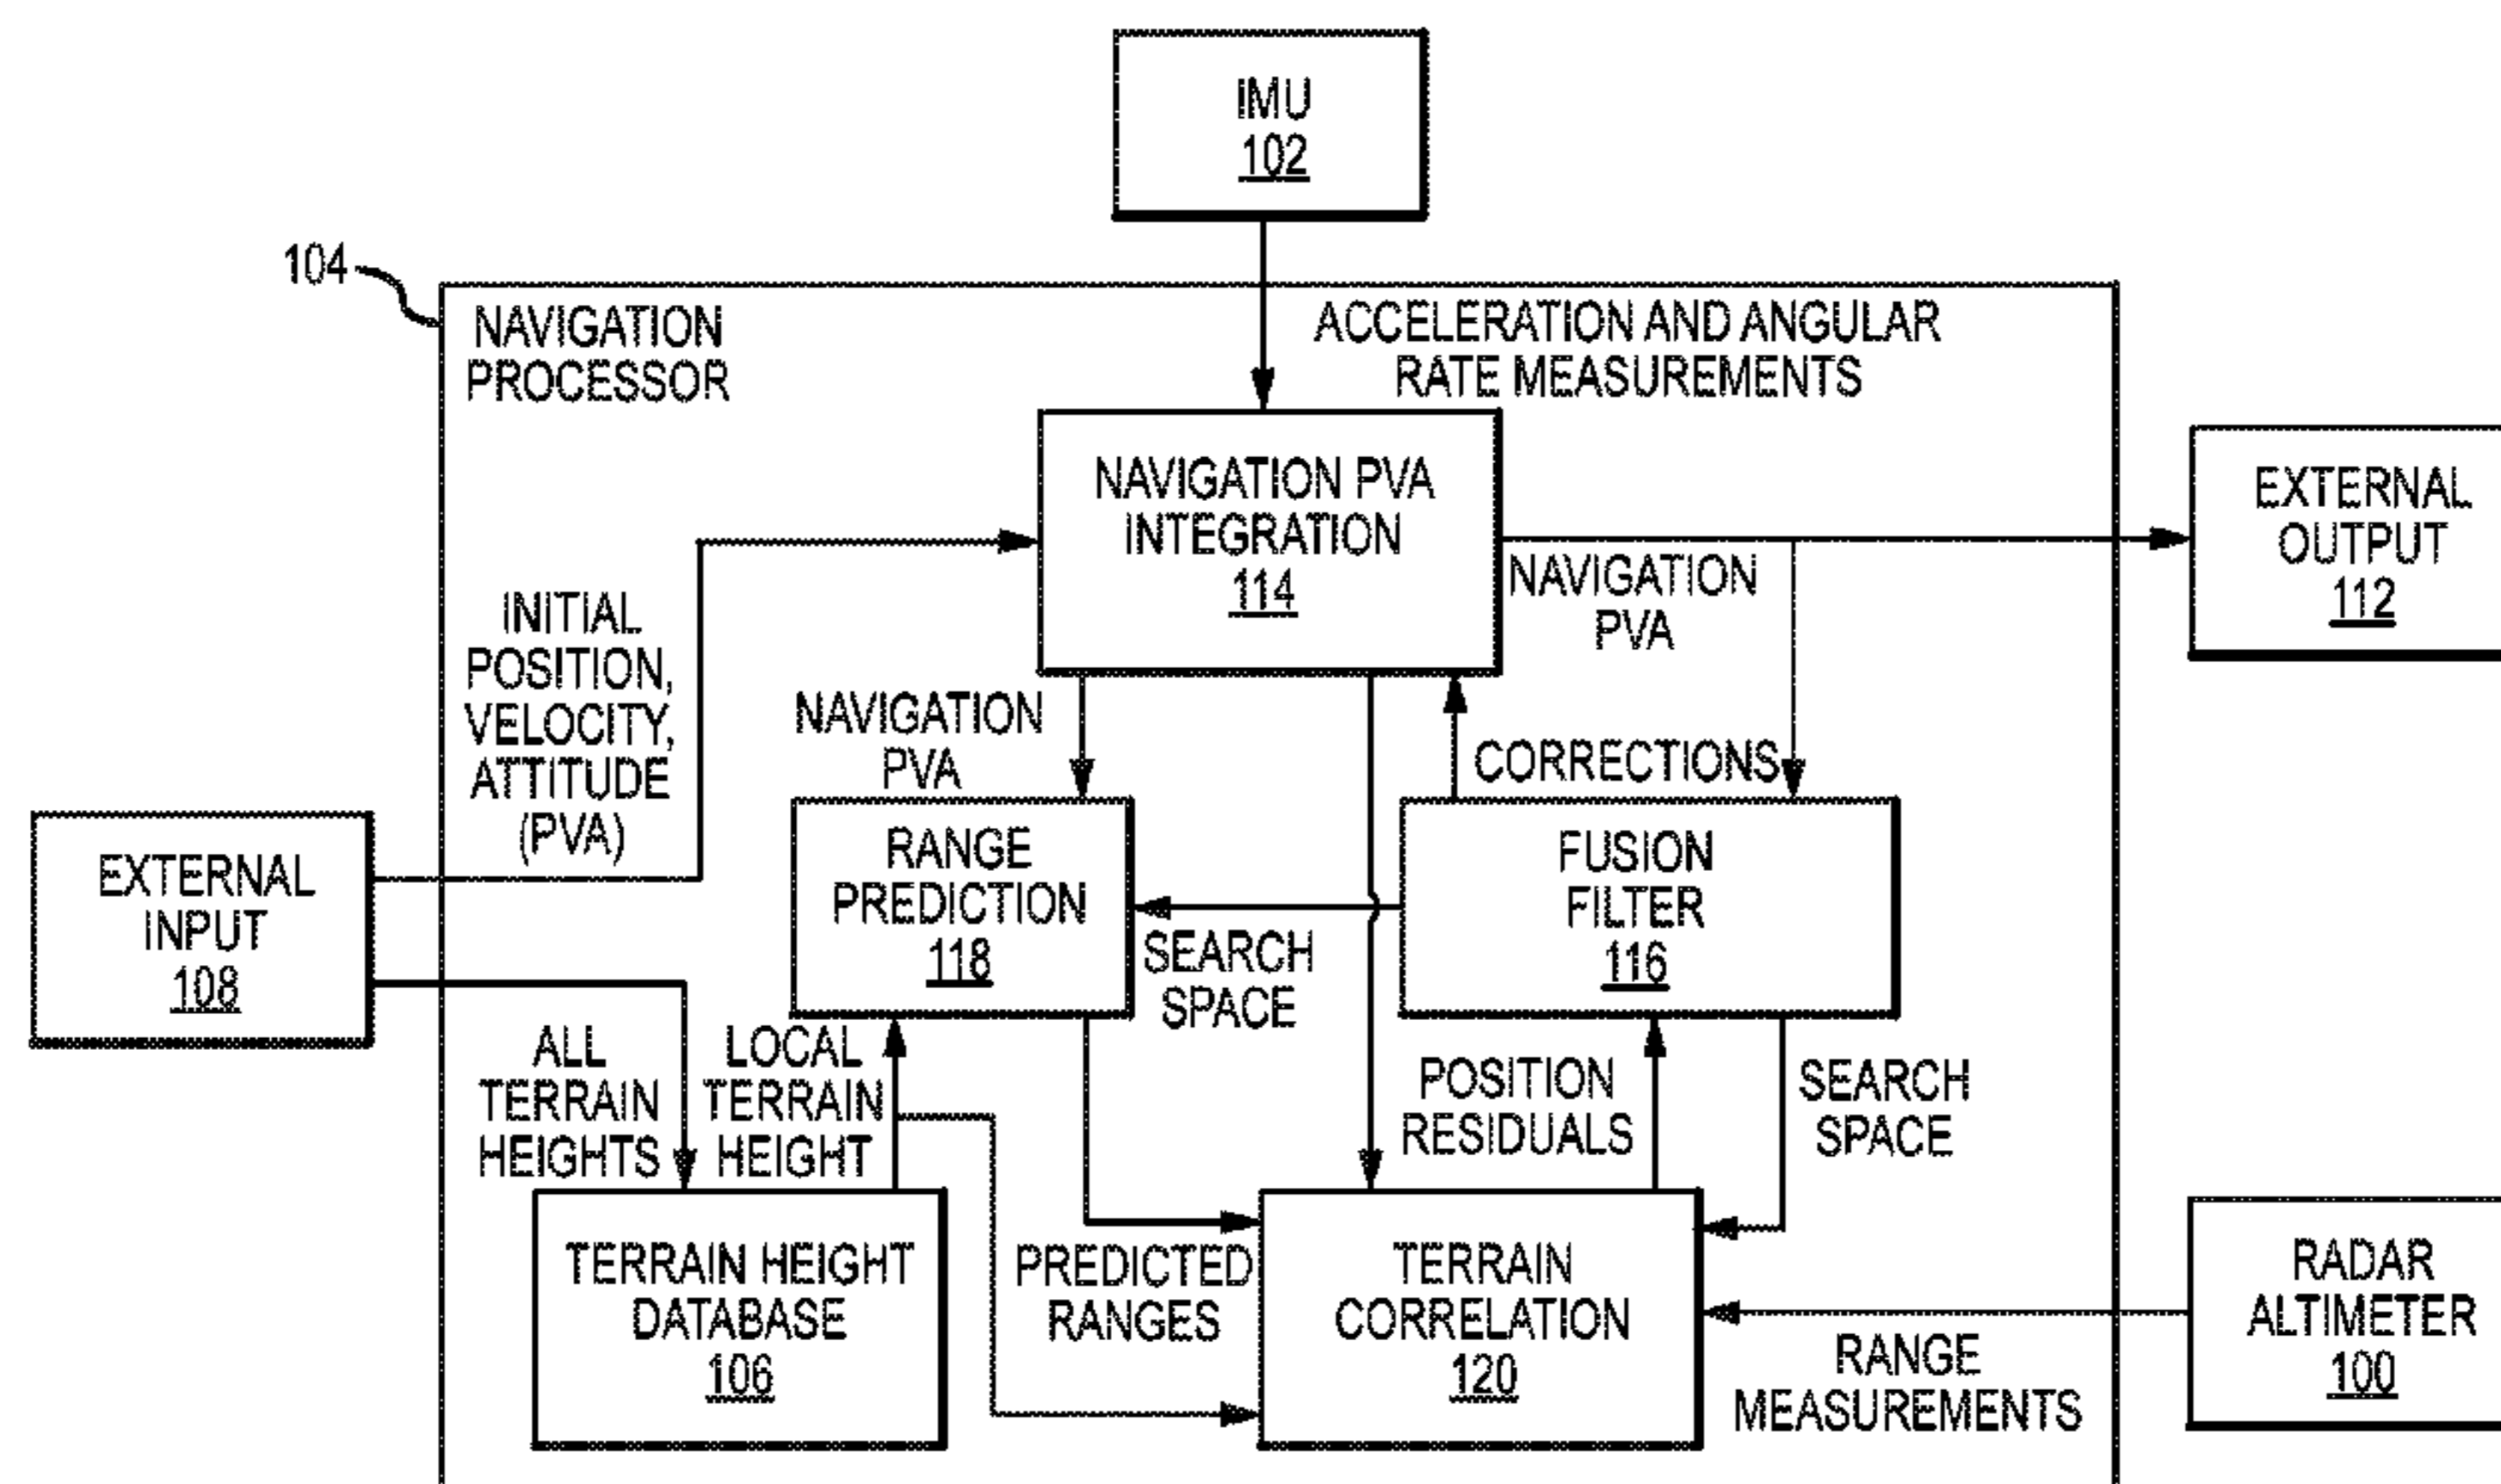 IMU
102
104
NAVIGATION
PROCESSOR
ACCELERATION AND ANGULAR
RATE MEASUREMENTS
NAVIGATION PVA
INTEGRATION
114
NAVIGATION
PVA
EXTERNAL
OUTPUT
112
INITIAL
POSITION,
VELOCITY,
ATTITUDE
(PVA)
NAVIGATION
PVA
CORRECTIONS
EXTERNAL
INPUT
108
RANGE
PREDICTION
118
SEARCH
SPACE
FUSION
FILTER
116
ALL
TERRAIN
HEIGHTS
LOCAL
TERRAIN
HEIGHT
POSITION
RESIDUALS
SEARCH
SPACE
TERRAIN HEIGHT
DATABASE
106
PREDICTED
RANGES
TERRAIN
CORRELATION
120
RANGE
MEASUREMENTS
RADAR
ALTIMETER
100